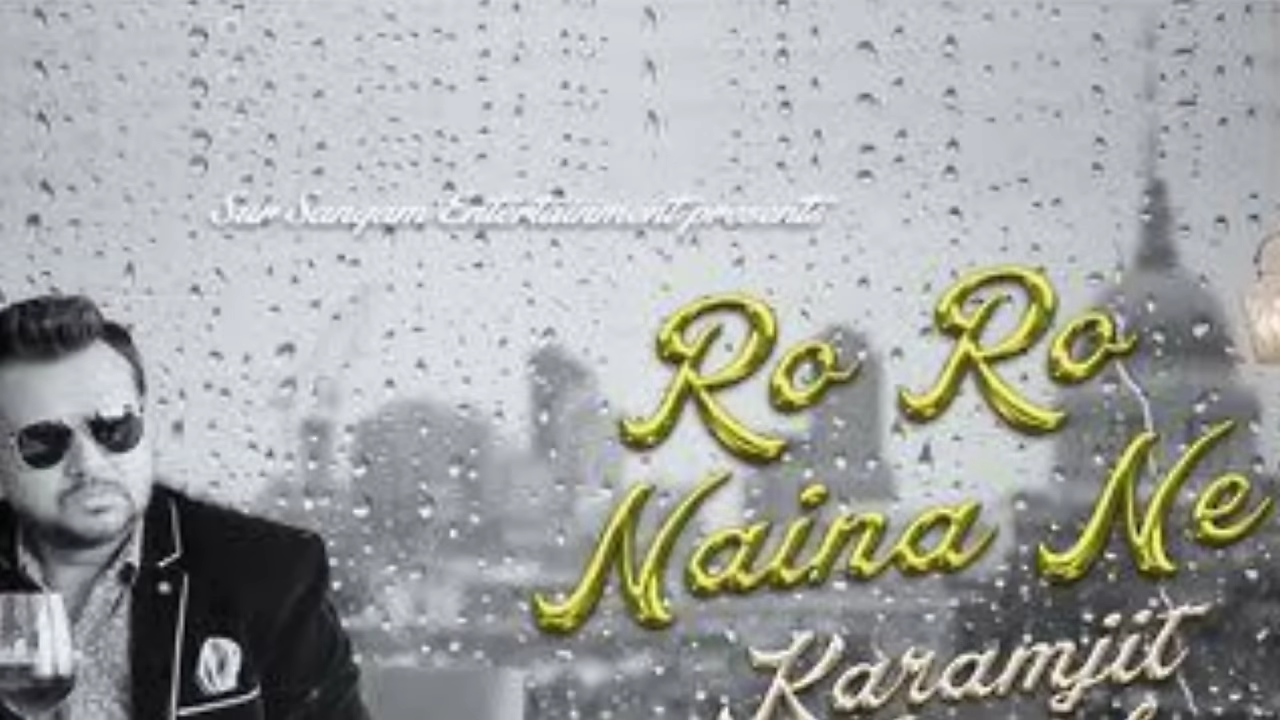 Sur Sangam Entertainment presents
Ro Ro
Naina Ne
Karamjit